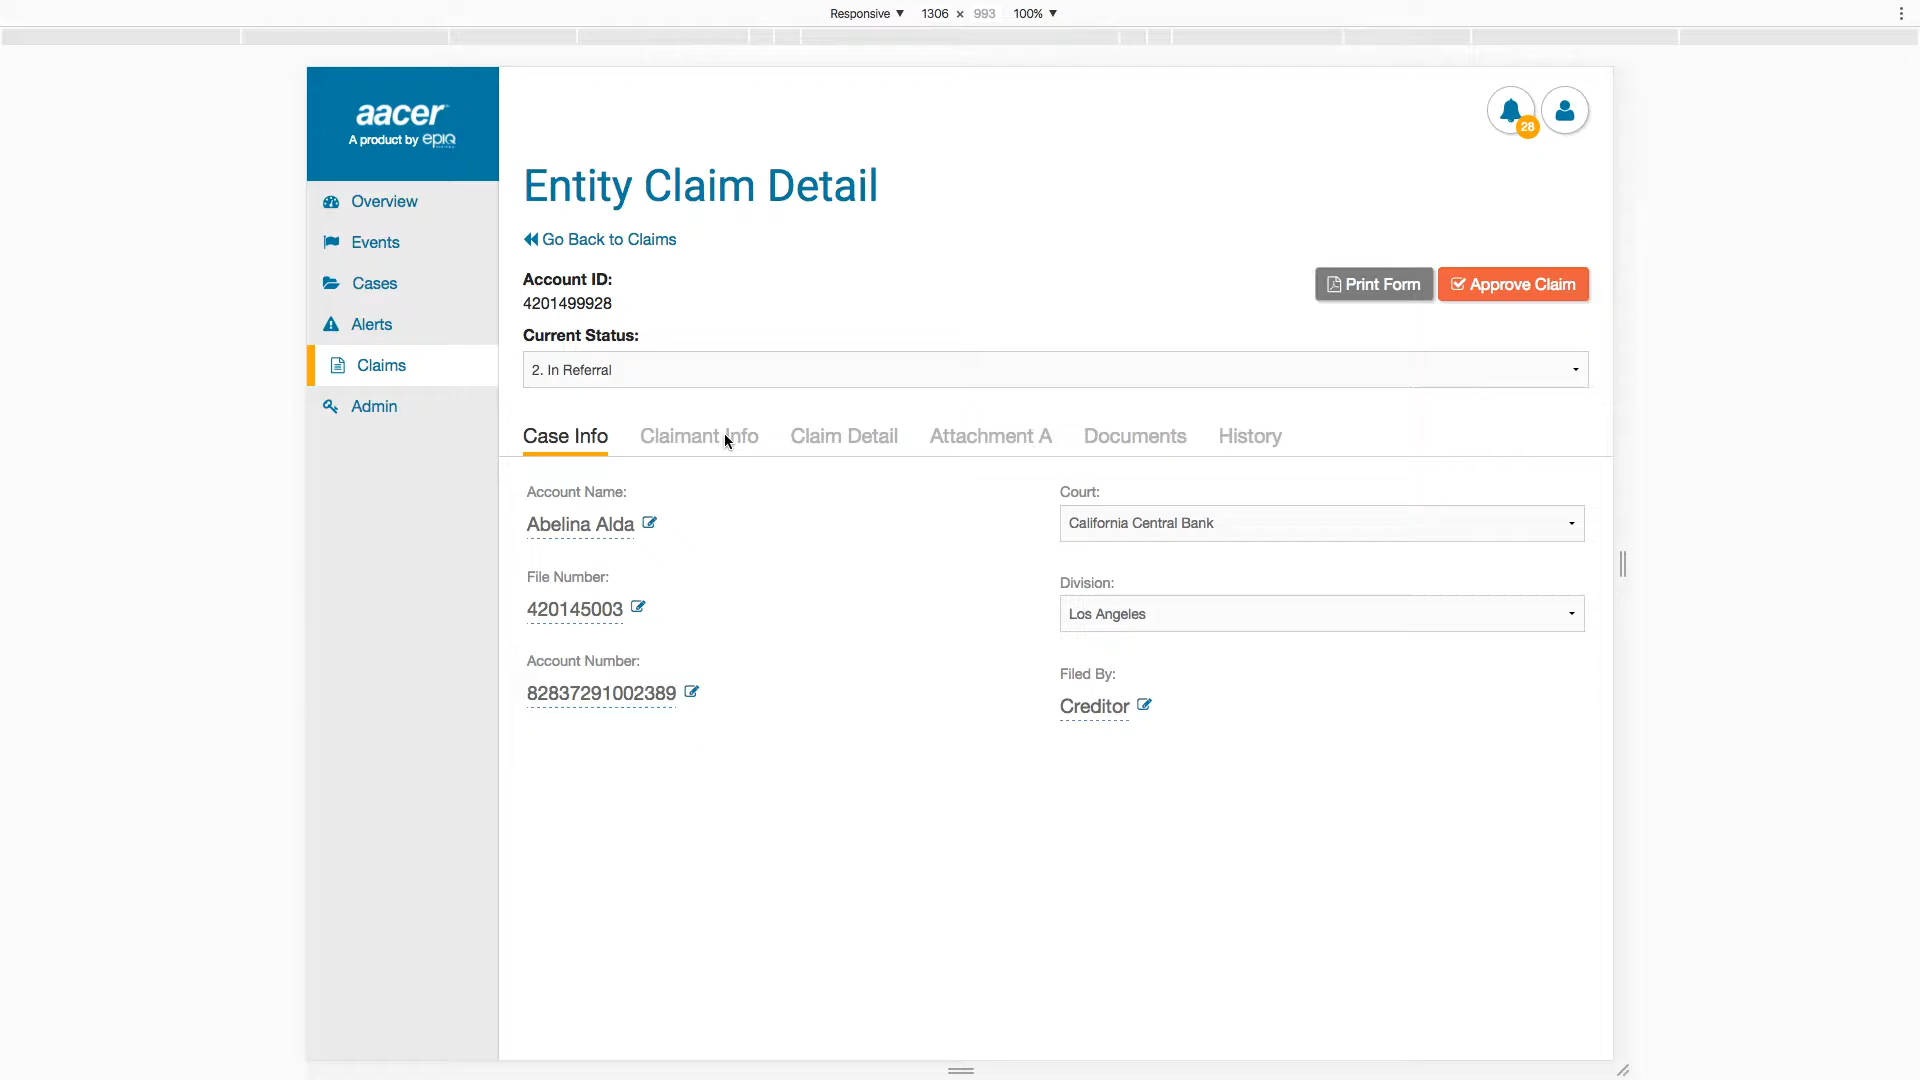 Responsive ▼ 1306 × 993 100% ▼
aacer
A product by epiq
28
Overview
Events
Cases
Alerts
Claims
Admin
Entity Claim Detail
Go Back to Claims
Account ID:
4201499928
Print Form
Approve Claim
Current Status:
2. In Referral
Case Info Claimant Info Claim Detail Attachment A Documents History
Account Name:
Abelina Alda
File Number:
420145003
Account Number:
82837291002389
Court:
California Central Bank
Division:
Los Angeles
Filed By:
Creditor